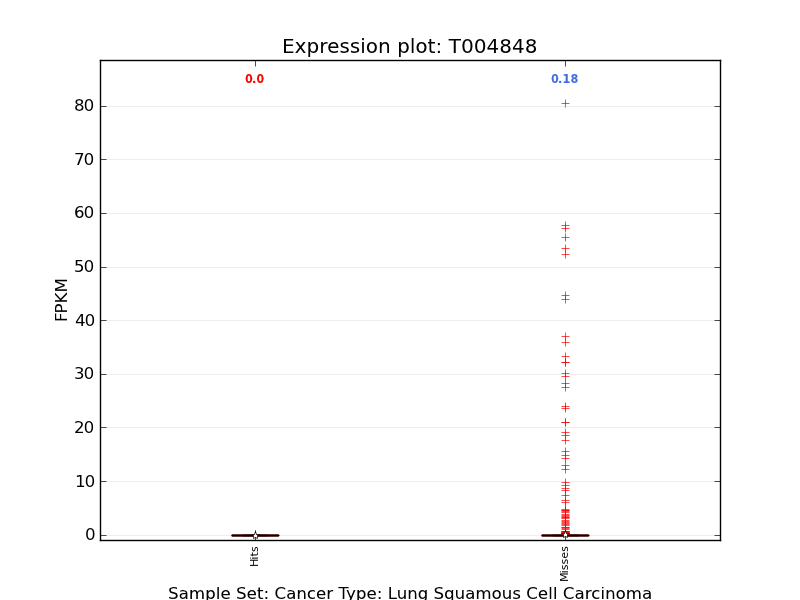 Expression plot: T004848
0.0
0.18
80
70
60
50
40
30
20
10
0
FPKM
Hits
Misses
Sample Set: Cancer Type: Lung Squamous Cell Carcinoma